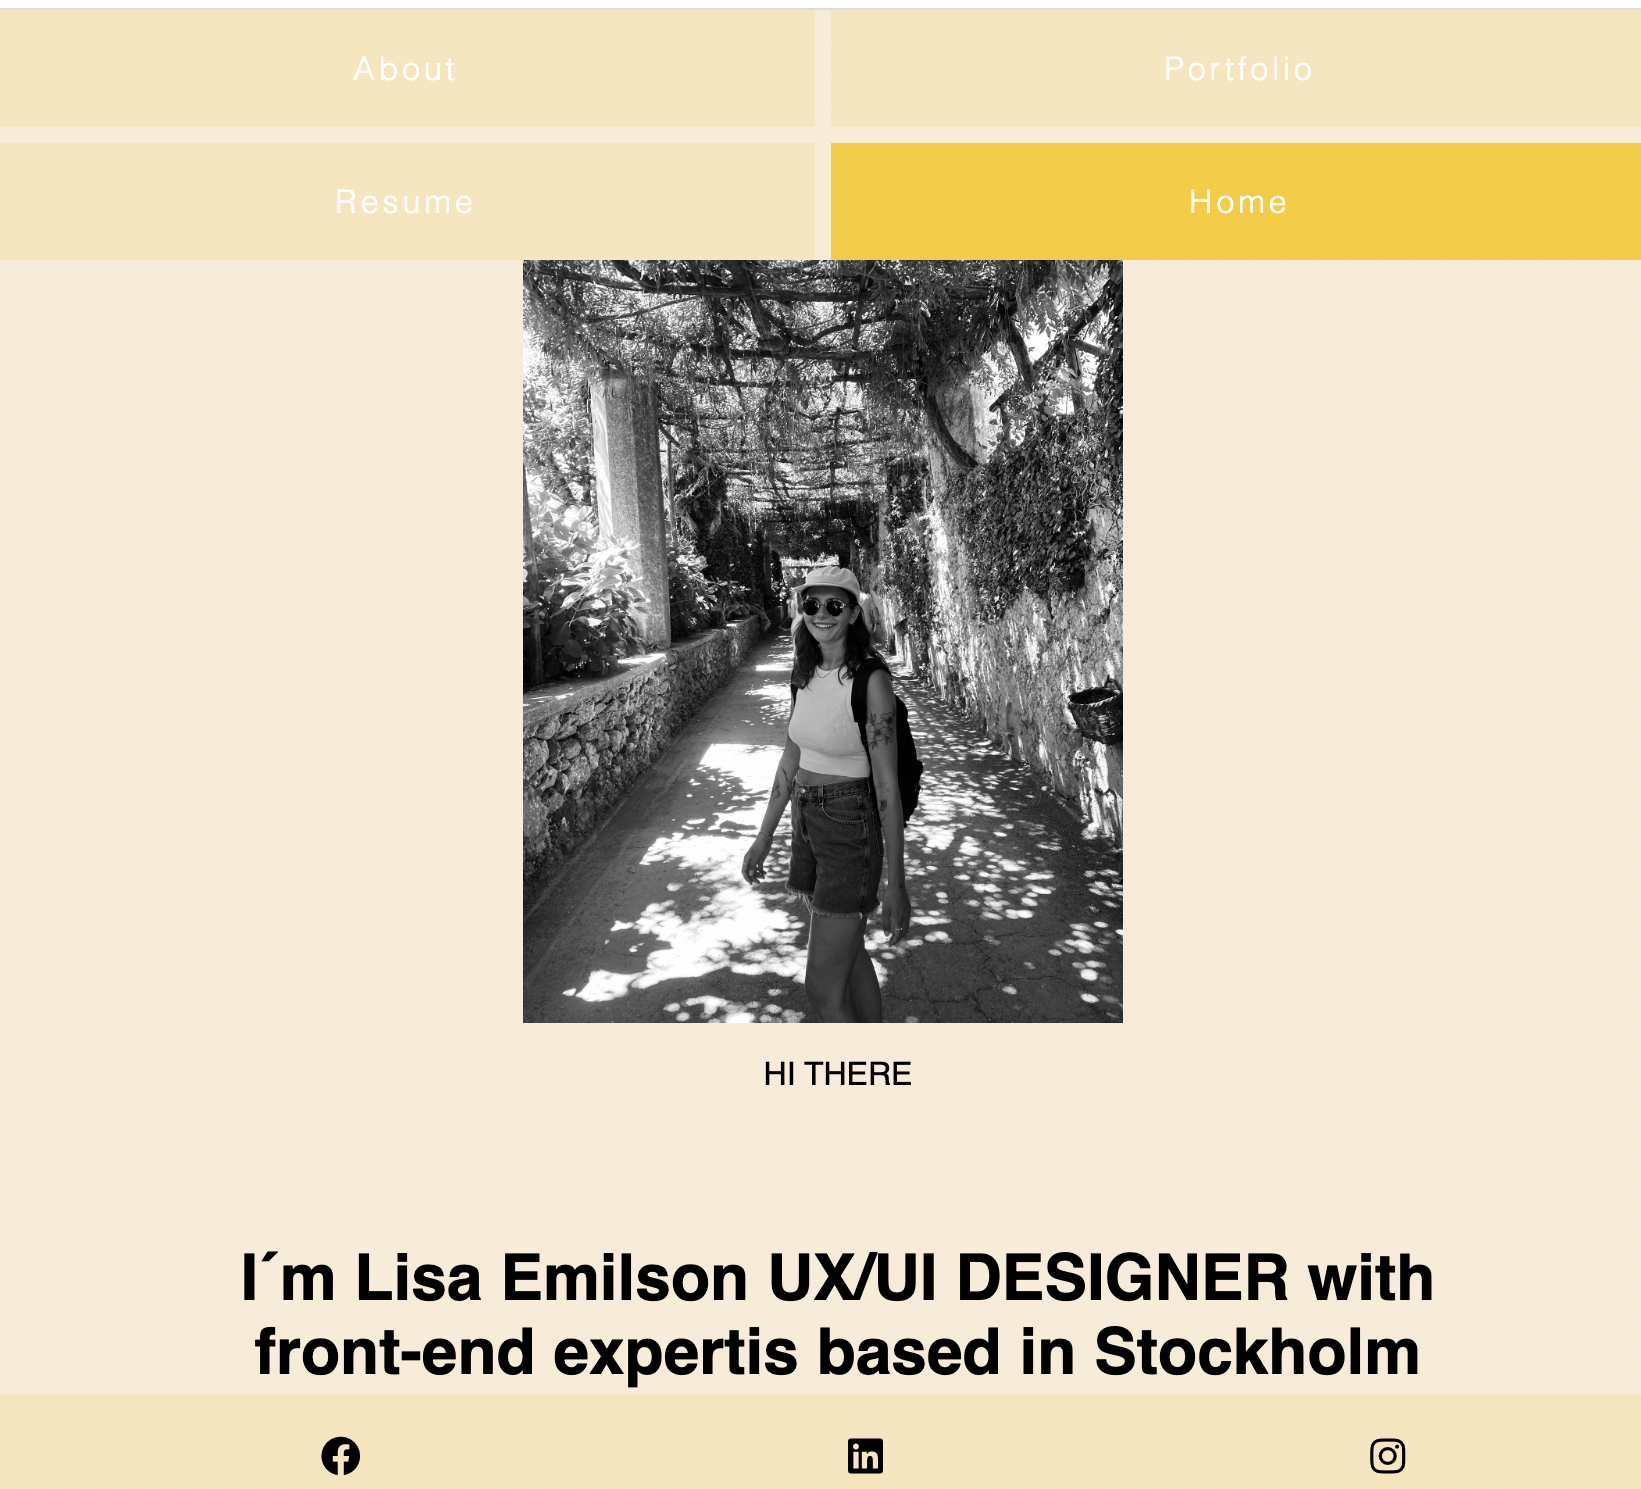 About
Portfolio
Resume
Home
HI THERE
I´m Lisa Emilson UX/UI DESIGNER with
front-end expertis based in Stockholm